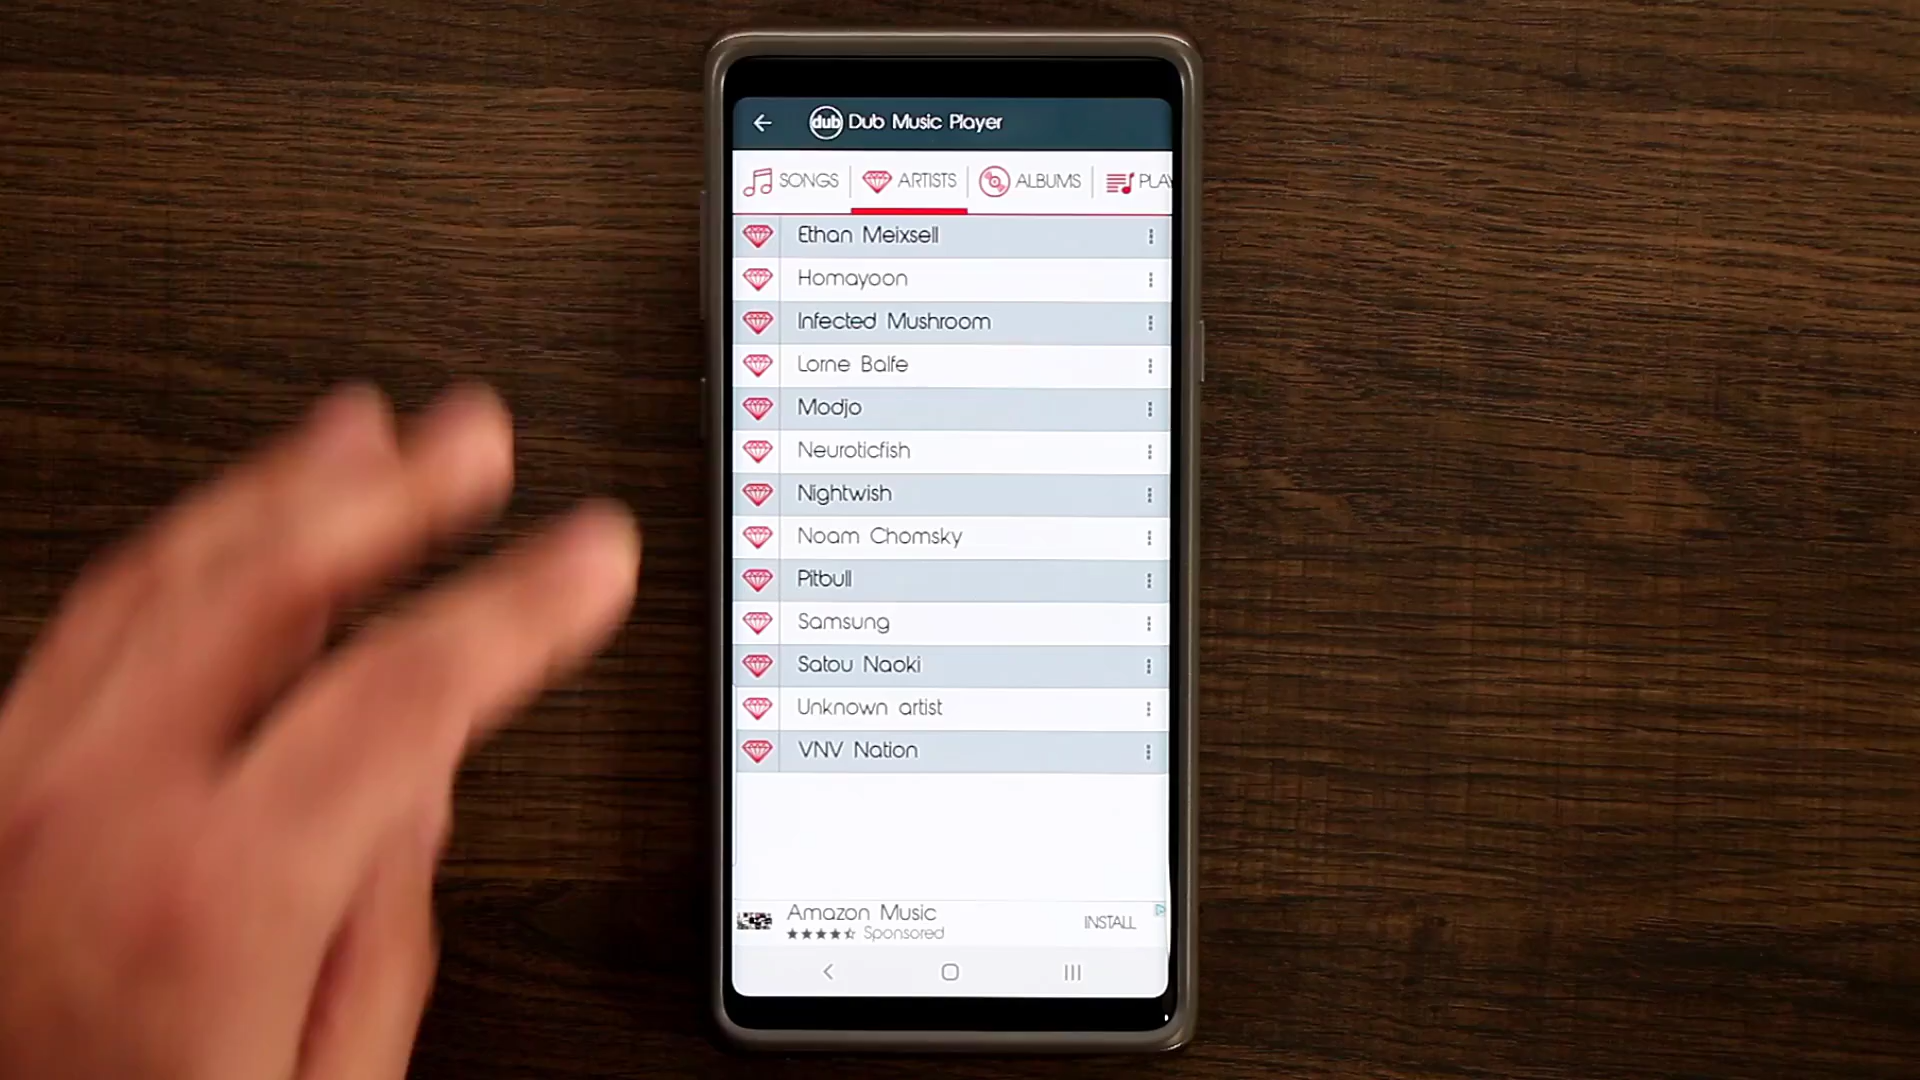 dub Dub Music Player
SONGS ARTISTS ALBUMS PLAY
Ethan Meixsell
Homayoon
Infected Mushroom
Lorne Balfe
Modjo
Neuroticfish
Nightwish
Noam Chomsky
Pitbull
Samsung
Satou Naoki
Unknown artist
VNV Nation
Amazon Music
Sponsored
INSTALL